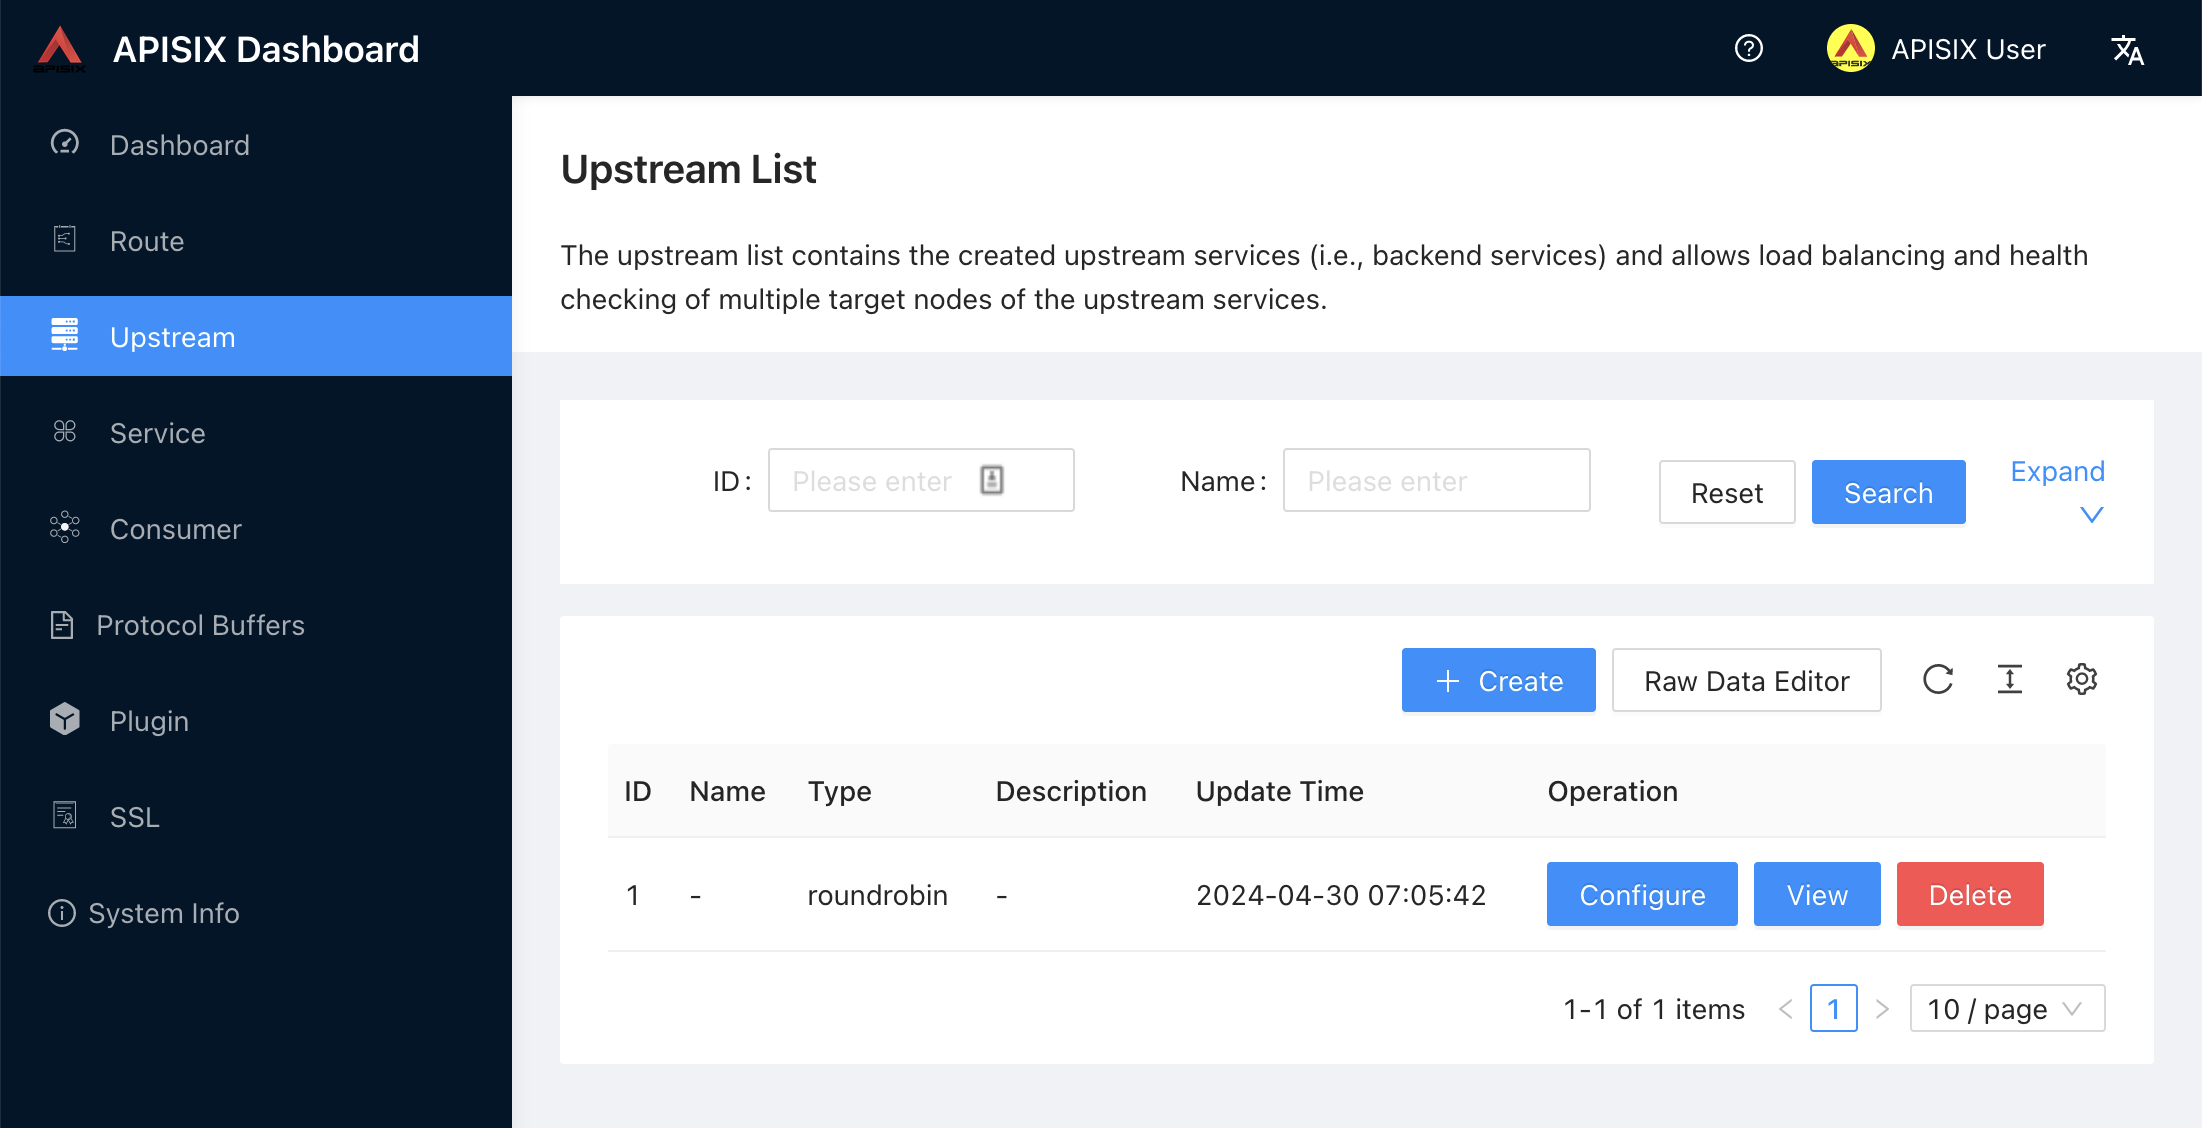 APISIX
APISIX Dashboard
APISIX
APISIX User
Dashboard
Route
Upstream
Service
Consumer
Protocol Buffers
Plugin
SSL
System Info
Upstream List
The upstream list contains the created upstream services (i.e., backend services) and allows load balancing and health
checking of multiple target nodes of the upstream services.
ID: Please enter Name: Please enter Reset Search Expand
+ Create Raw Data Editor
ID Name Type Description Update Time Operation
1 - roundrobin - 2024-04-30 07:05:42 Configure View Delete
1-1 of 1 items < 1 > 10 / page